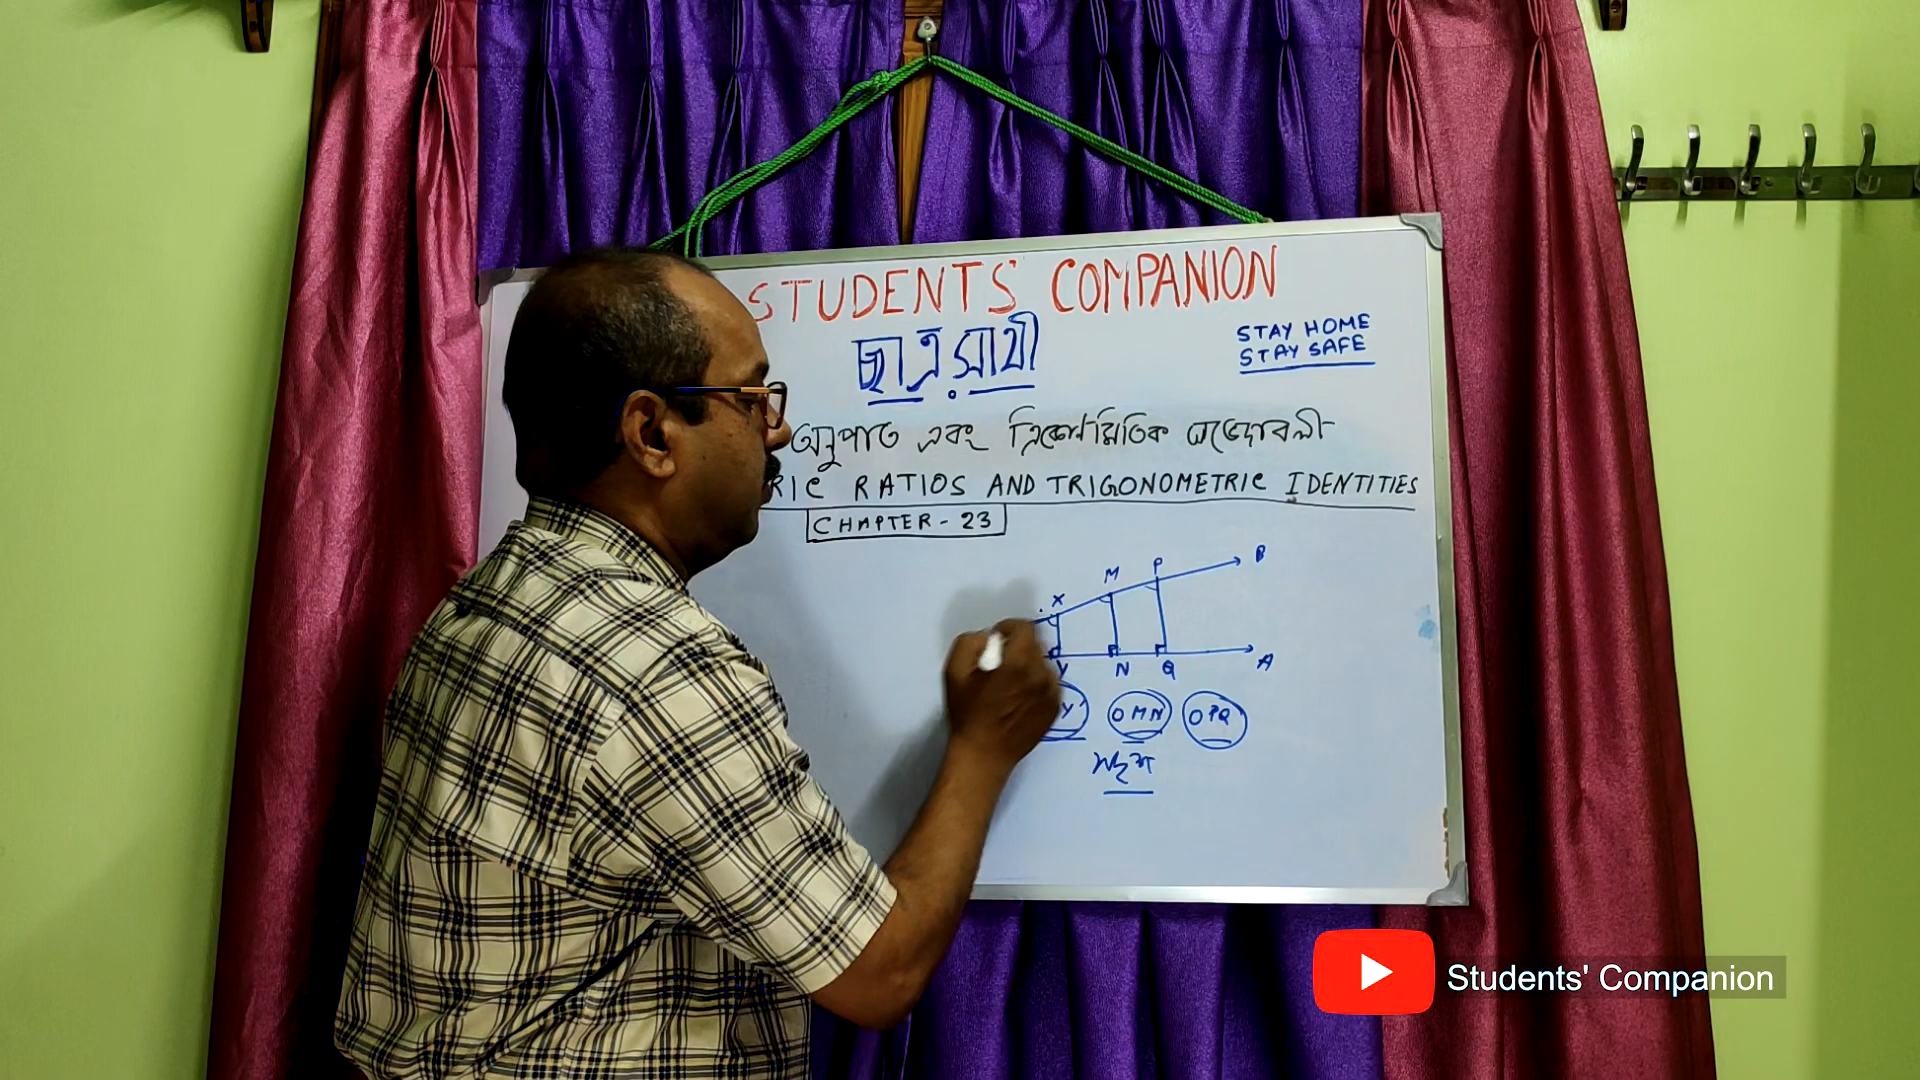 STUDENTS' COMPANION
ছাত্র সাথী
STAY HOME
STAY SAFE
অনুপাত এবং ত্রিকোণমিতিক অভেদাবলী
RIC RATIOS AND TRIGONOMETRIC IDENTITIES
CHAPTER - 23
X M P B
Y N Q A
Y OMN OPQ
সদৃশ
Students' Companion